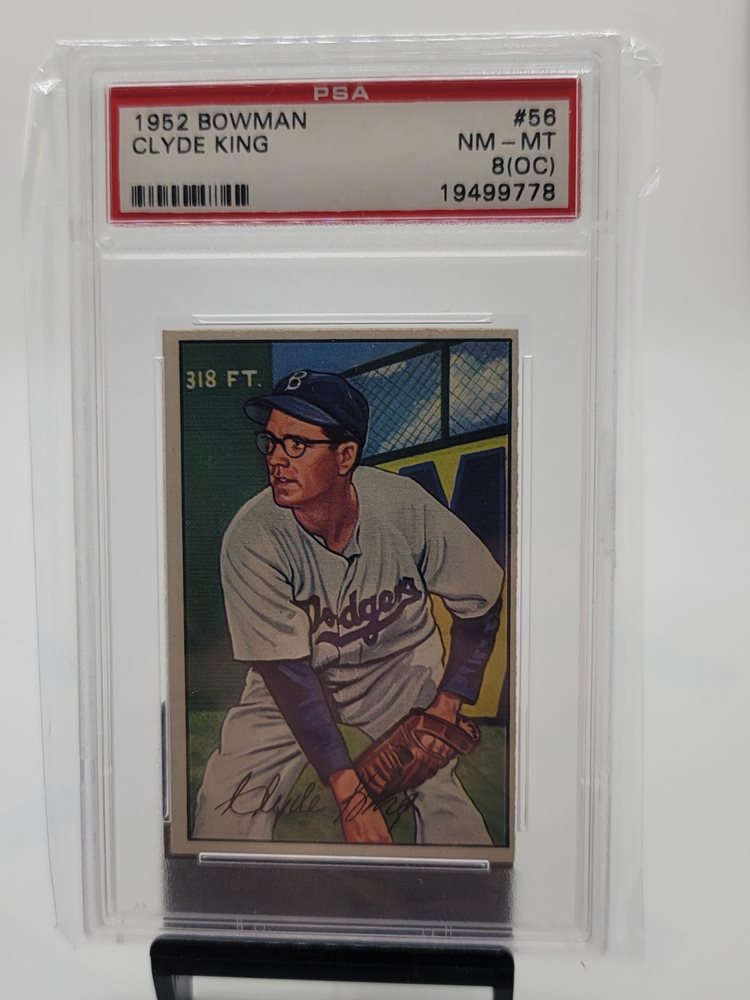 PSA
1952 BOWMAN #56
CLYDE KING NM – MT
8(OC)
19499778
318 FT.
B
Dodgers
Clyde King